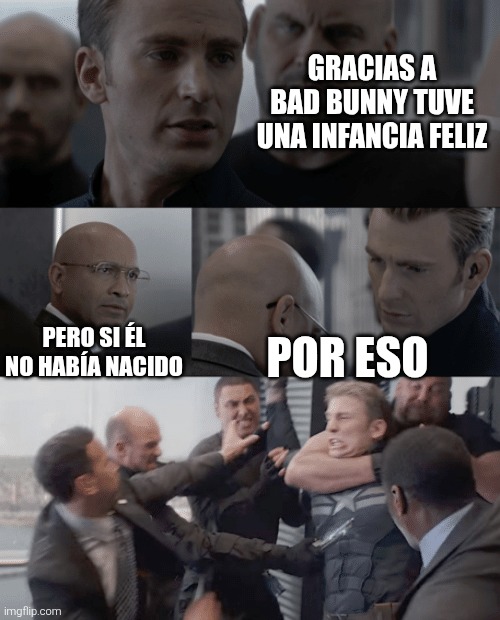 GRACIAS A
BAD BUNNY TUVE
UNA INFANCIA FELIZ
PERO SI ÉL
NO HABÍA NACIDO
POR ESO
imgflip.com